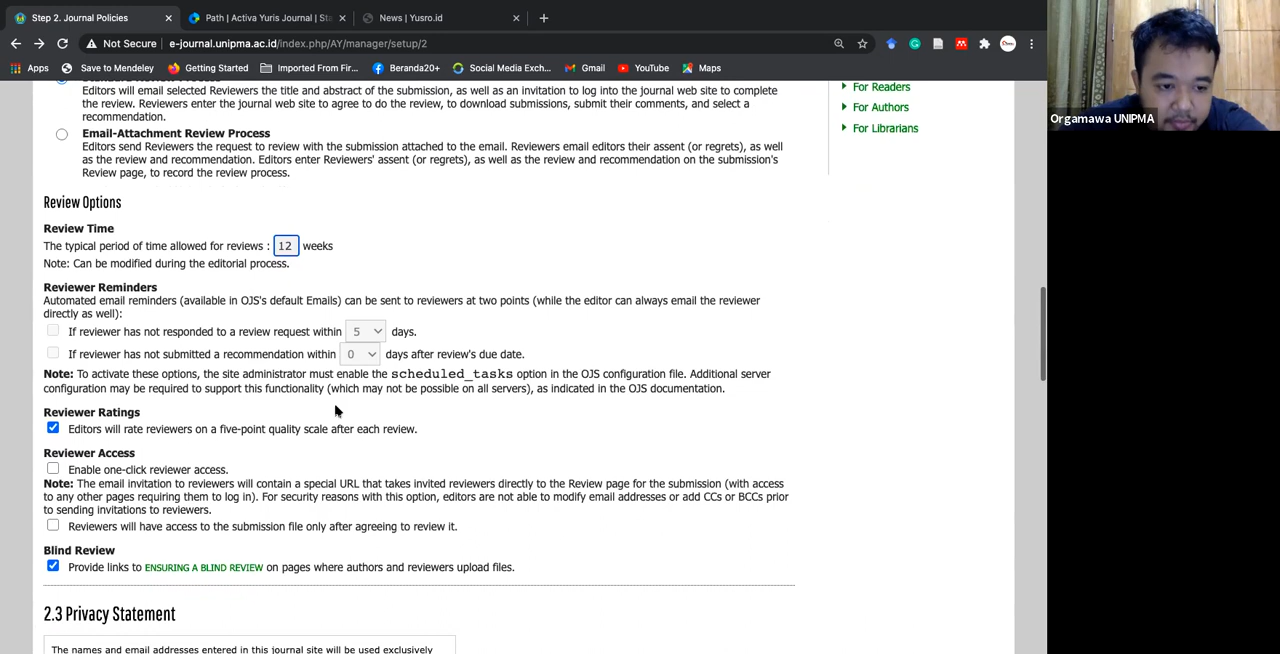 Step 2. Journal Policies
Path | Activa Yuris Journal | Sta
News | Yusro.id
Not Secure
e-journal.unipma.ac.id/index.php/AY/manager/setup/2
Apps
Save to Mendeley
Getting Started
Imported From Fir...
Beranda20+
Social Media Exch...
Gmail
YouTube
Maps
Editors will email selected Reviewers the title and abstract of the submission, as well as an invitation to log into the journal web site to complete
the review. Reviewers enter the journal web site to agree to do the review, to download submissions, submit their comments, and select a
recommendation.
Email-Attachment Review Process
Editors send Reviewers the request to review with the submission attached to the email. Reviewers email editors their assent (or regrets), as well
as the review and recommendation. Editors enter Reviewers' assent (or regrets), as well as the review and recommendation on the submission's
Review page, to record the review process.
Review Options
Review Time
The typical period of time allowed for reviews : 12 weeks
Note: Can be modified during the editorial process.
Reviewer Reminders
Automated email reminders (available in OJS's default Emails) can be sent to reviewers at two points (while the editor can always email the reviewer
directly as well):
If reviewer has not responded to a review request within 5 days.
If reviewer has not submitted a recommendation within 0 days after review's due date.
Note: To activate these options, the site administrator must enable the scheduled_tasks option in the OJS configuration file. Additional server
configuration may be required to support this functionality (which may not be possible on all servers), as indicated in the OJS documentation.
Reviewer Ratings
Editors will rate reviewers on a five-point quality scale after each review.
Reviewer Access
Enable one-click reviewer access.
Note: The email invitation to reviewers will contain a special URL that takes invited reviewers directly to the Review page for the submission (with access
to any other pages requiring them to log in). For security reasons with this option, editors are not able to modify email addresses or add CCs or BCCs prior
to sending invitations to reviewers.
Reviewers will have access to the submission file only after agreeing to review it.
Blind Review
Provide links to ENSURING A BLIND REVIEW on pages where authors and reviewers upload files.
2.3 Privacy Statement
The names and email addresses entered in this journal site will be used exclusively
For Readers
For Authors
For Librarians
Orgamawa UNIPMA